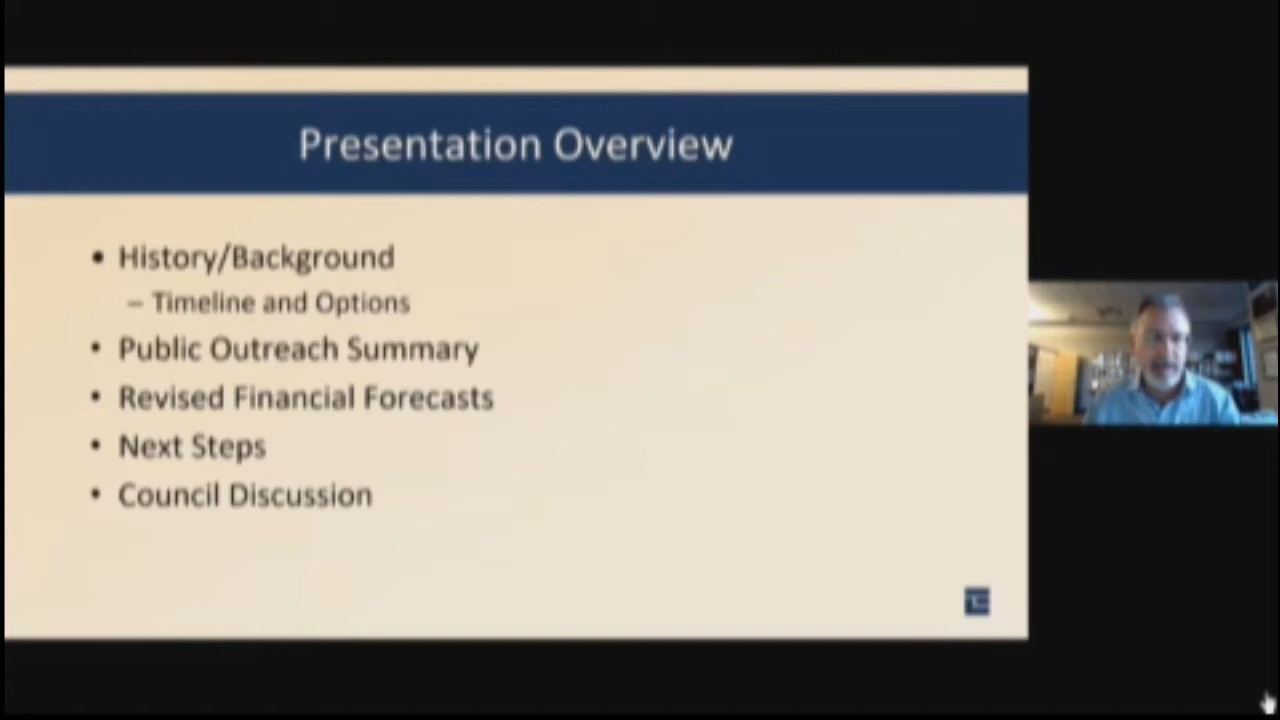 Presentation Overview
• History/Background
– Timeline and Options
• Public Outreach Summary
• Revised Financial Forecasts
• Next Steps
• Council Discussion